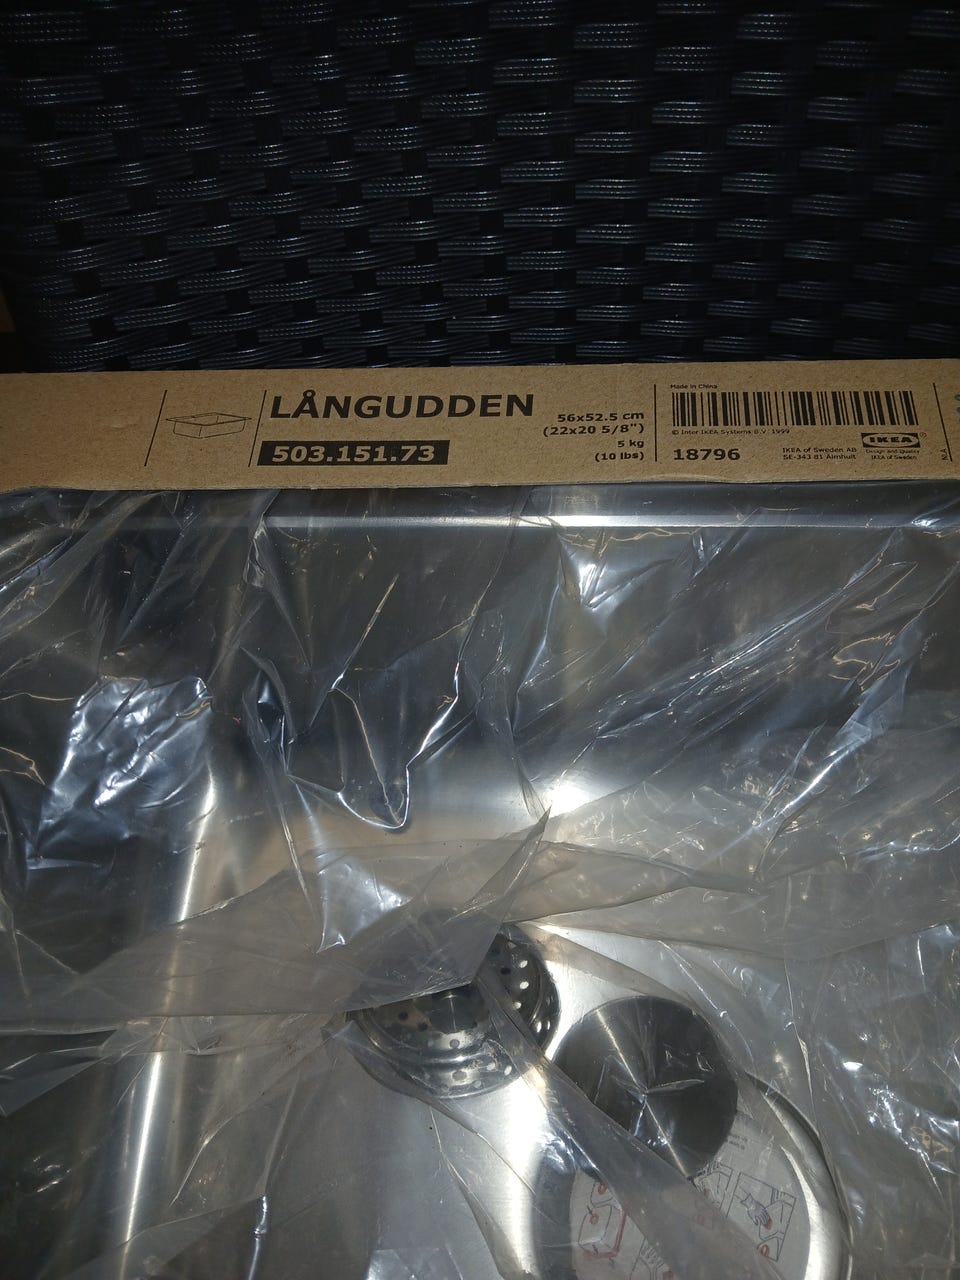 LÅNGUDDEN
503.151.73
56x52.5 cm
(22x20 5/8")
5 kg
(10 lbs)
Made in China
© Inter IKEA Systems B.V. 1999
18796
IKEA of Sweden AB
SE-343 81 Älmhult
IKEA®
Design and Quality
IKEA of Sweden